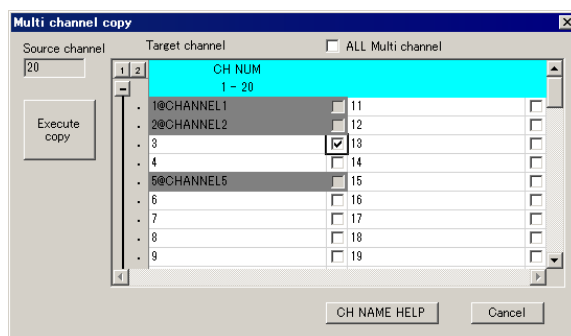 Multi channel copy
Source channel
Target channel
ALL Multi channel
20
1 2
CH NUM
1 - 20
1@CHANNEL1 11
2@CHANNEL2 12
3 13
4 14
5@CHANNEL5 15
6 16
7 17
8 18
9 19
Execute
copy
CH NAME HELP
Cancel